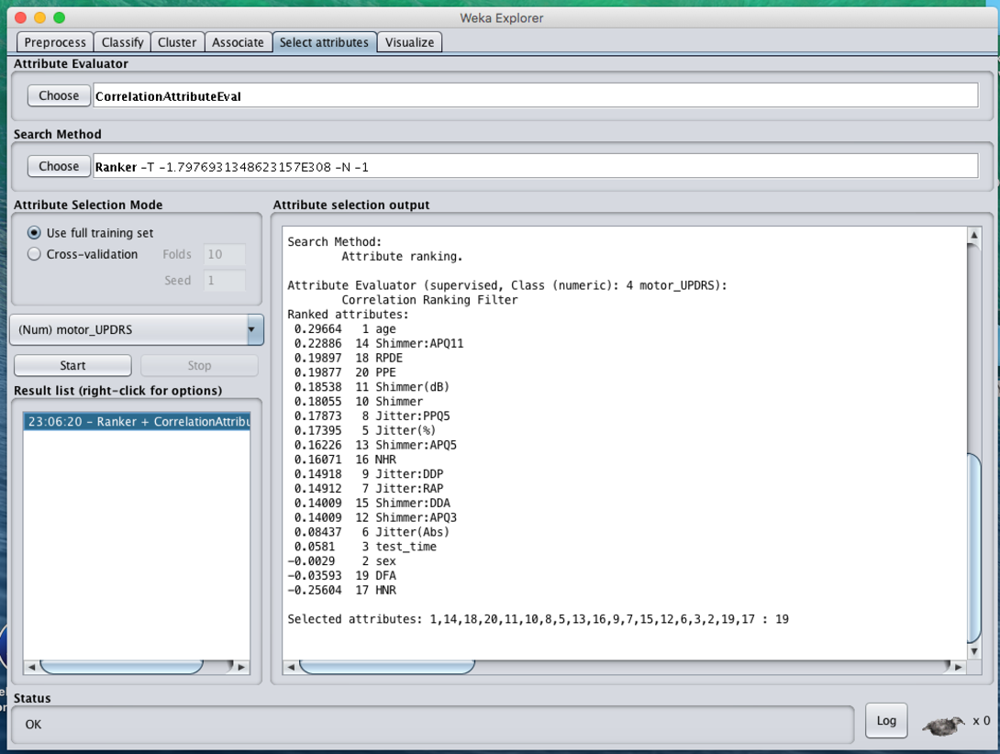 Weka Explorer
Preprocess Classify Cluster Associate Select attributes Visualize
Attribute Evaluator
Choose CorrelationAttributeEval
Search Method
Choose Ranker -T -1.7976931348623157E308 -N -1
Attribute Selection Mode
Use full training set
Cross-validation Folds 10
Seed 1
(Num) motor_UPDRS
Start Stop
Result list (right-click for options)
23:06:20 - Ranker + CorrelationAttribu
Attribute selection output
Search Method:
Attribute ranking.
Attribute Evaluator (supervised, Class (numeric): 4 motor_UPDRS):
Correlation Ranking Filter
Ranked attributes:
0.29664 1 age
0.22886 14 Shimmer:APQ11
0.19897 18 RPDE
0.19877 20 PPE
0.18538 11 Shimmer(dB)
0.18055 10 Shimmer
0.17873 8 Jitter:PPQ5
0.17395 5 Jitter(%)
0.16226 13 Shimmer:APQ5
0.16071 16 NHR
0.14918 9 Jitter:DDP
0.14912 7 Jitter:RAP
0.14009 15 Shimmer:DDA
0.14009 12 Shimmer:APQ3
0.08437 6 Jitter(Abs)
0.0581 3 test_time
-0.0029 2 sex
-0.03593 19 DFA
-0.25604 17 HNR
Selected attributes: 1,14,18,20,11,10,8,5,13,16,9,7,15,12,6,3,2,19,17 : 19
Status
OK
Log x 0